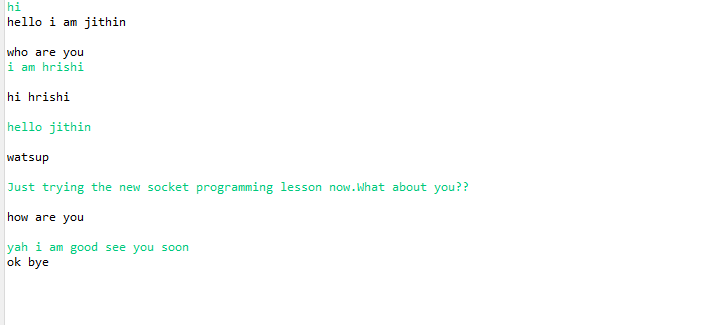 hi
hello i am jithin
who are you
i am hrishi
hi hrishi
hello jithin
watsup
Just trying the new socket programming lesson now.What about you??
how are you
yah i am good see you soon
ok bye